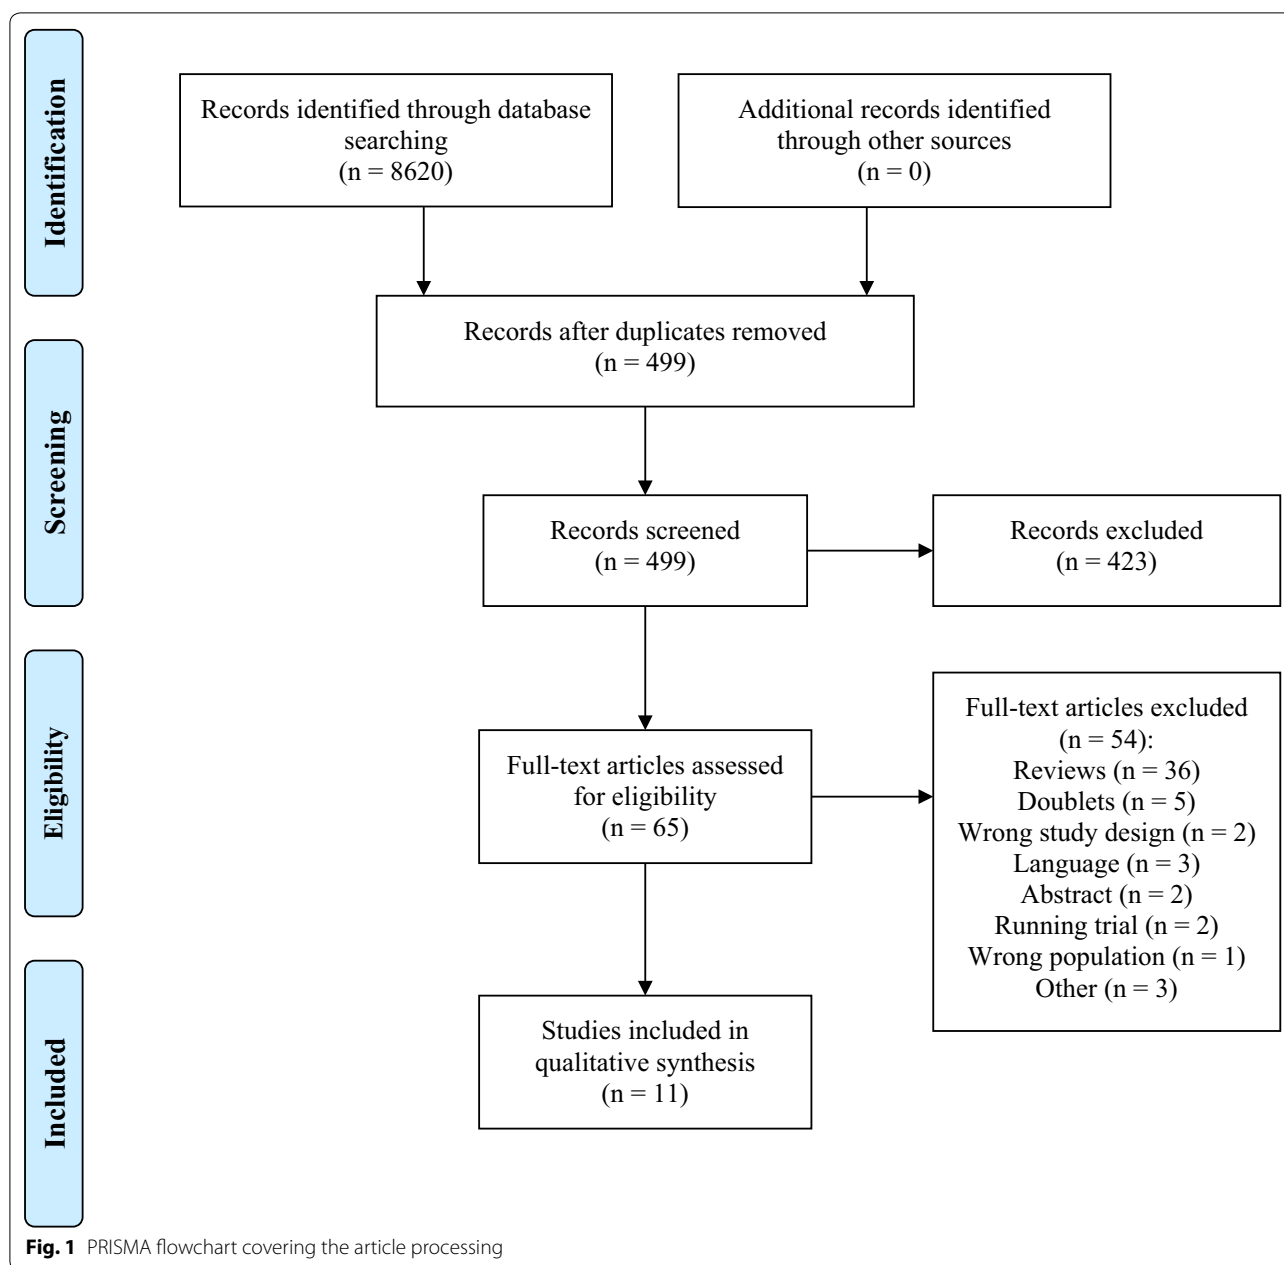 Identification
Records identified through database
searching
(n = 8620)
Additional records identified
through other sources
(n = 0)
Records after duplicates removed
(n = 499)
Screening
Records screened
(n = 499)
Records excluded
(n = 423)
Eligibility
Full-text articles assessed
for eligibility
(n = 65)
Full-text articles excluded
(n = 54):
Reviews (n = 36)
Doublets (n = 5)
Wrong study design (n = 2)
Language (n = 3)
Abstract (n = 2)
Running trial (n = 2)
Wrong population (n = 1)
Other (n = 3)
Included
Studies included in
qualitative synthesis
(n = 11)
Fig. 1 PRISMA flowchart covering the article processing